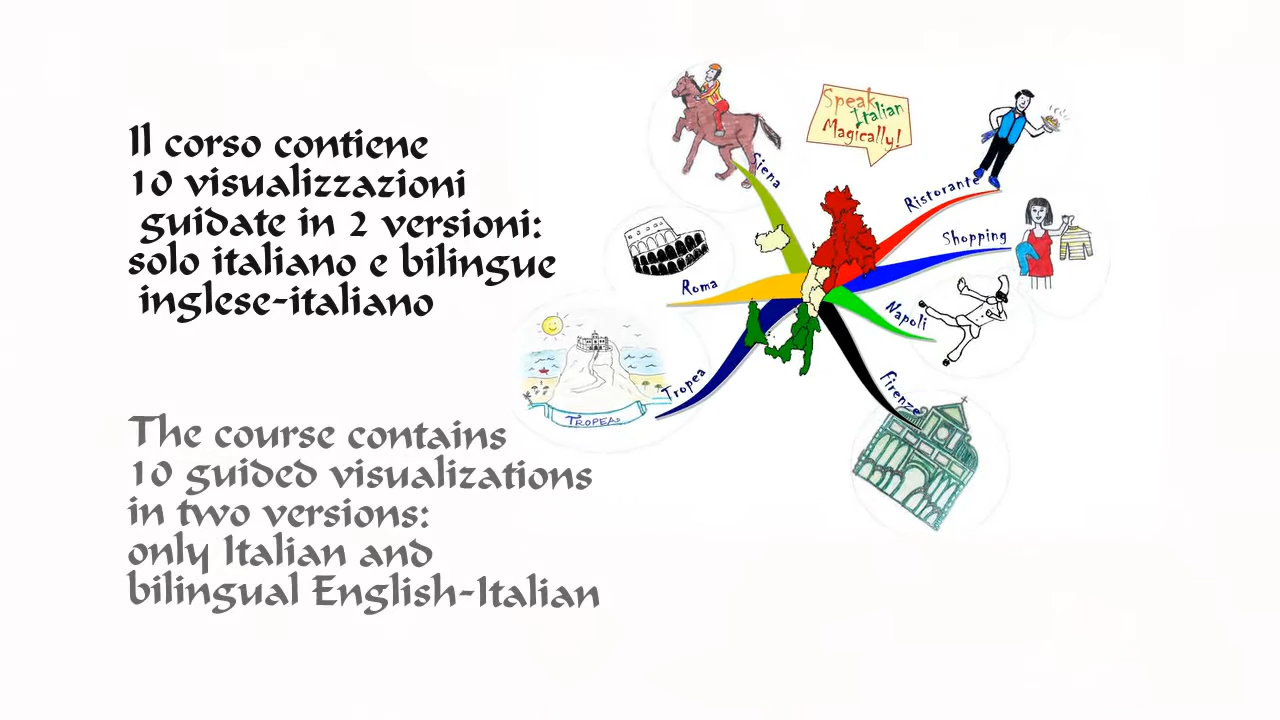 Il corso contiene
10 visualizzazioni
guidate in 2 versioni:
solo italiano e bilingue
inglese-italiano
The course contains
10 guided visualizations
in two versions:
only Italian and
bilingual English-Italian
Speak
Italian
Magically!
Siena
Ristorante
Shopping
Roma
Napoli
Tropea
firenze
TROPEA